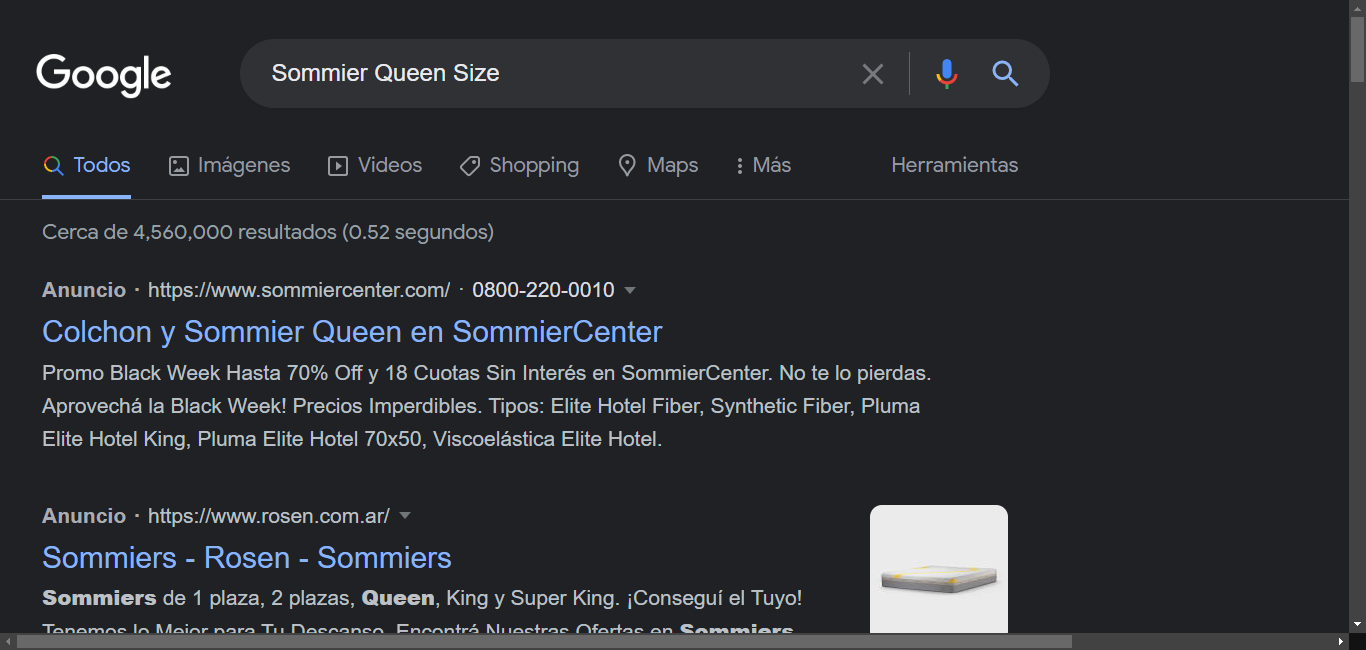 Google
Sommier Queen Size
Todos Imágenes Videos Shopping Maps Más Herramientas
Cerca de 4,560,000 resultados (0.52 segundos)
Anuncio · https://www.sommiercenter.com/ · 0800-220-0010
Colchon y Sommier Queen en SommierCenter
Promo Black Week Hasta 70% Off y 18 Cuotas Sin Interés en SommierCenter. No te lo pierdas.
Aprovechá la Black Week! Precios Imperdibles. Tipos: Elite Hotel Fiber, Synthetic Fiber, Pluma
Elite Hotel King, Pluma Elite Hotel 70x50, Viscoelástica Elite Hotel.
Anuncio · https://www.rosen.com.ar/
Sommiers - Rosen - Sommiers
Sommiers de 1 plaza, 2 plazas, Queen, King y Super King. ¡Conseguí el Tuyo!
Tenemos lo Mejor para Tu Descanso. Encontrá Nuestras Ofertas en Sommiers